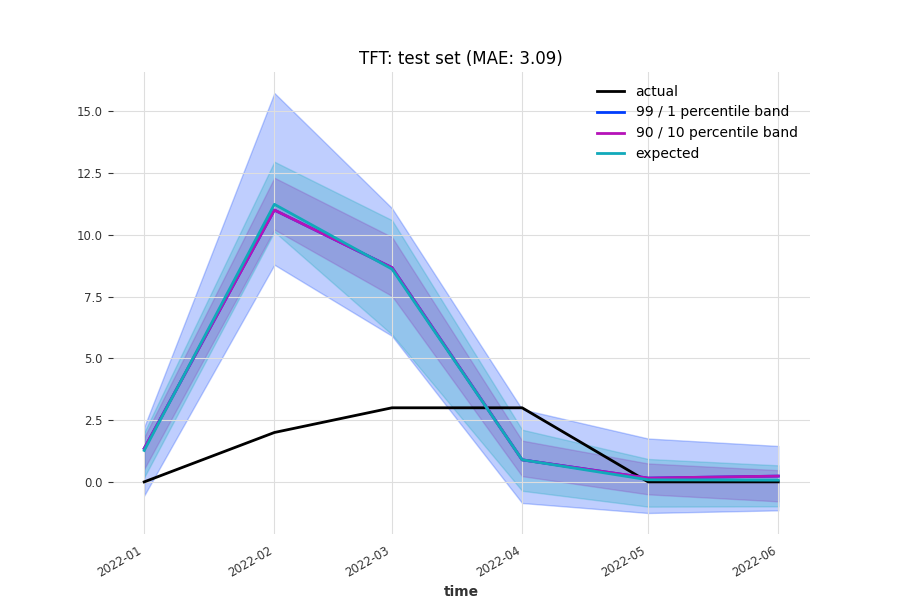 TFT: test set (MAE: 3.09)
actual
99 / 1 percentile band
90 / 10 percentile band
expected
15.0
12.5
10.0
7.5
5.0
2.5
0.0
2022-01
2022-02
2022-03
2022-04
2022-05
2022-06
time